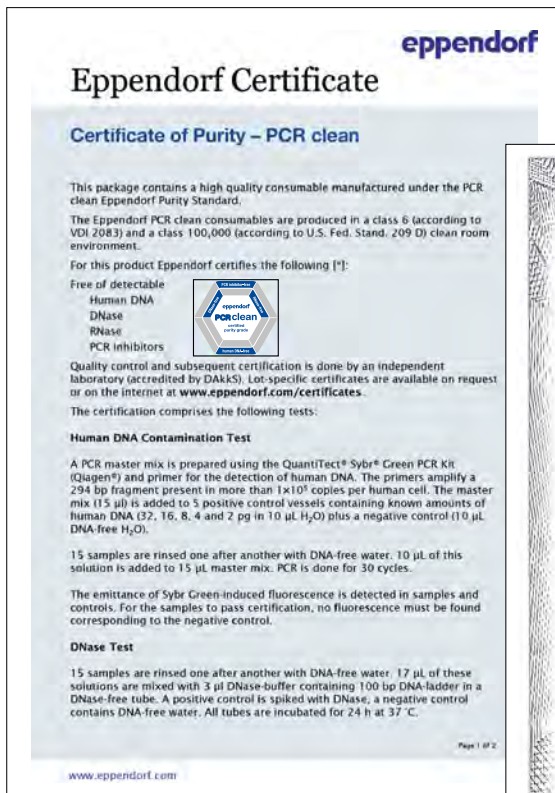 eppendorf
Eppendorf Certificate
Certificate of Purity – PCR clean
This package contains a high quality consumable manufactured under the PCR
clean Eppendorf Purity Standard.
The Eppendorf PCR clean consumables are produced in a class 6 (according to
VDI 2083) and a class 100,000 (according to U.S. Fed. Stand. 209 D) clean room
environment.
For this product Eppendorf certifies the following [*]:
Free of detectable
Human DNA
DNase
RNase
PCR inhibitors
PCR inhibitor-free
eppendorf
PCR clean
certified
purity grade
human DNA-free
Quality control and subsequent certification is done by an independent
laboratory (accredited by DAkkS). Lot-specific certificates are available on request
or on the internet at www.eppendorf.com/certificates.
The certification comprises the following tests:
Human DNA Contamination Test
A PCR master mix is prepared using the QuantiTect® Sybr® Green PCR Kit
(Qiagen®) and primer for the detection of human DNA. The primers amplify a
294 bp fragment present in more than 1×10⁵ copies per human cell. The master
mix (15 µl) is added to 5 positive control vessels containing known amounts of
human DNA (32, 16, 8, 4 and 2 pg in 10 µL H₂O) plus a negative control (10 µL
DNA-free H₂O).
15 samples are rinsed one after another with DNA-free water. 10 µL of this
solution is added to 15 µL master mix. PCR is done for 30 cycles.
The emittance of Sybr Green-induced fluorescence is detected in samples and
controls. For the samples to pass certification, no fluorescence must be found
corresponding to the negative control.
DNase Test
15 samples are rinsed one after another with DNA-free water. 17 µL of these
solutions are mixed with 3 µl DNase-buffer containing 100 bp DNA-ladder in a
DNase-free tube. A positive control is spiked with DNase, a negative control
contains DNA-free water. All tubes are incubated for 24 h at 37 °C.
Page 1 of 2
www.eppendorf.com